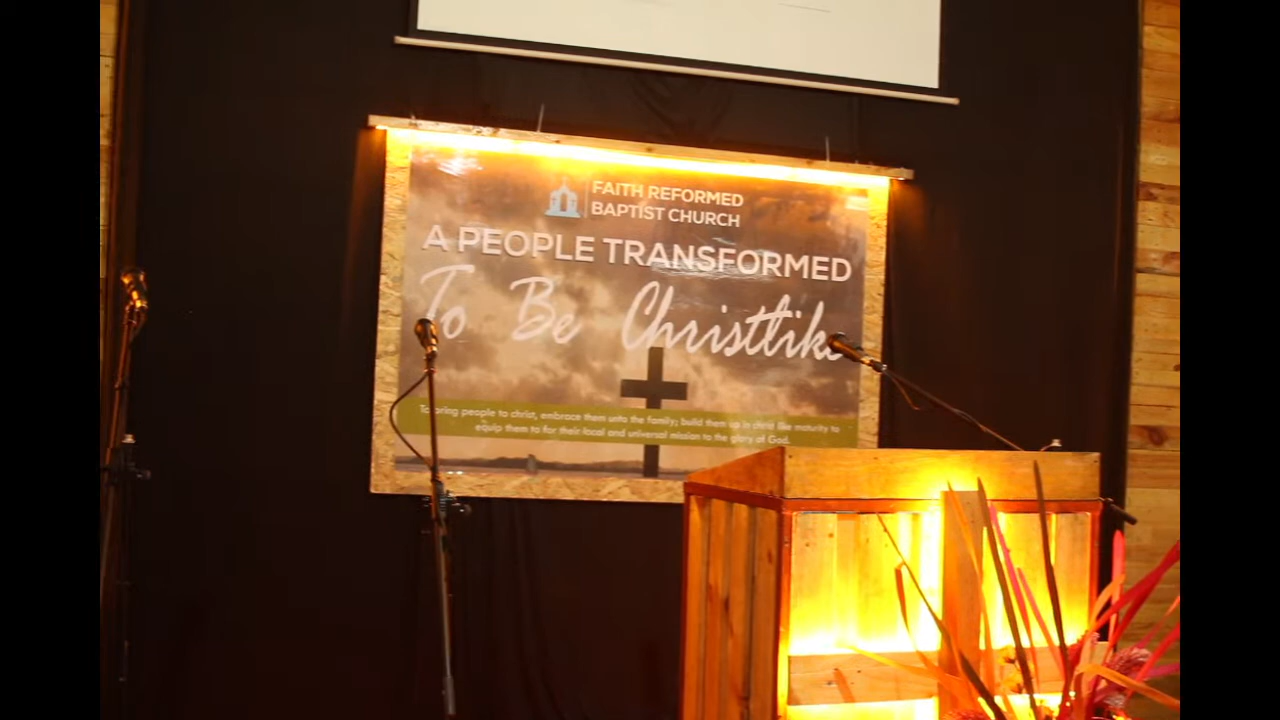 FAITH REFORMED
BAPTIST CHURCH
A PEOPLE TRANSFORMED
To Be Christlike
To bring people to christ, embrace them unto the family; build them up in christ like maturity to
equip them to for their local and universal mission to the glory of God.